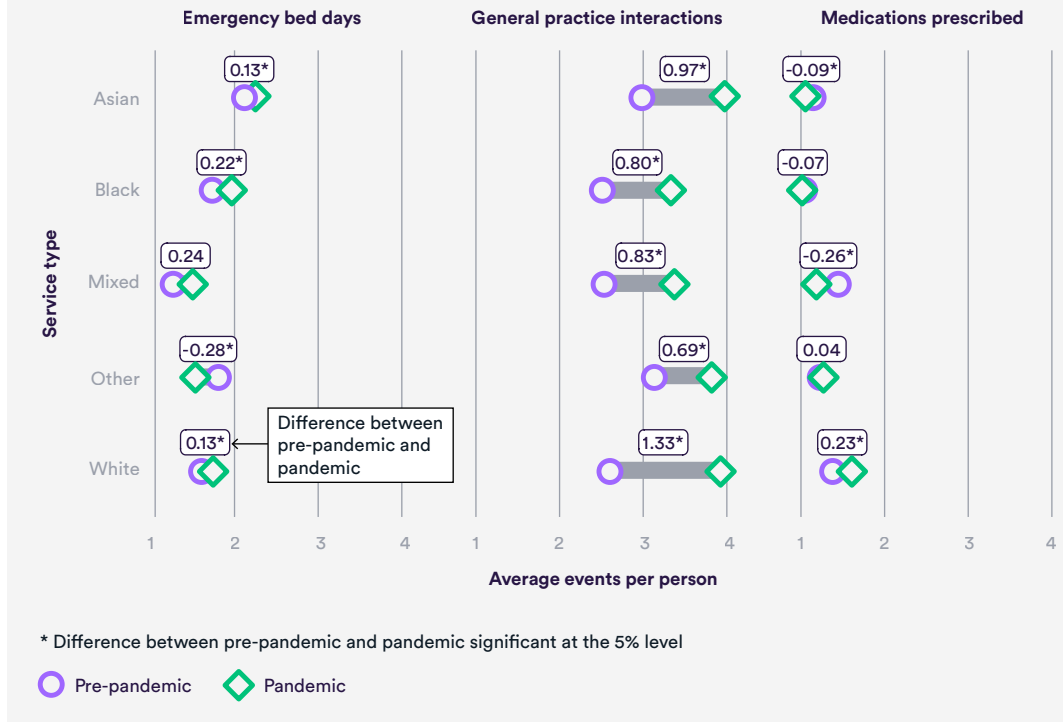 Emergency bed days
General practice interactions
Medications prescribed
Service type
Asian
0.13*
0.97*
-0.09*
Black
0.22*
0.80*
-0.07
Mixed
0.24
0.83*
-0.26*
Other
-0.28*
0.69*
0.04
White
0.13*
Difference between
pre-pandemic and
pandemic
1.33*
0.23*
1 2 3 4
1 2 3 4
1 2 3 4
Average events per person
* Difference between pre-pandemic and pandemic significant at the 5% level
Pre-pandemic
Pandemic